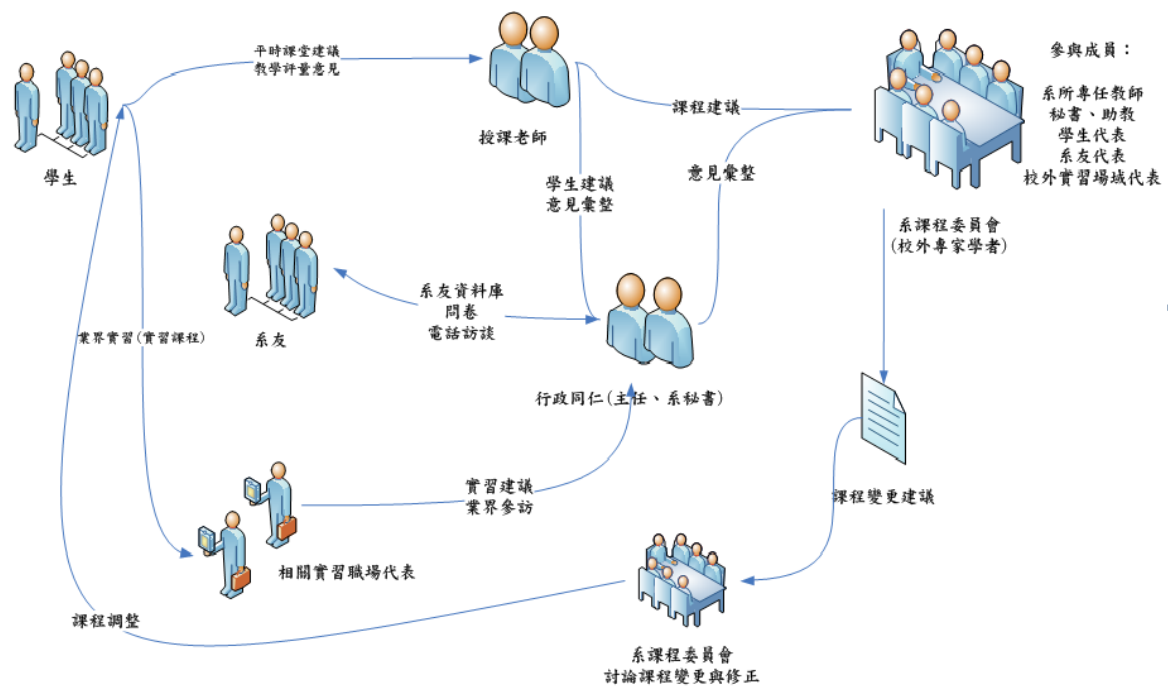 平時課堂建議
教學評量意見
學生
授課老師
課程建議
參與成員：
系所專任教師
秘書、助教
學生代表
系友代表
校外實習場域代表
學生建議
意見彙整
意見彙整
系課程委員會
(校外專家學者)
系友資料庫
問卷
電話訪談
系友
業界實習(實習課程)
行政同仁(主任、系秘書)
實習建議
業界參訪
課程變更建議
相關實習職場代表
課程調整
系課程委員會
討論課程變更與修正